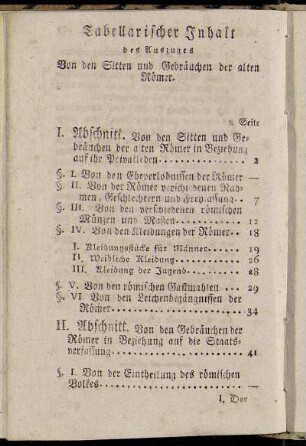 Tabellarischer Inhalt
des Auszuges
Von den Sitten und Gebräuchen der alten
Römer.
Seite
I. Abschnitt. Von den Sitten und Ge-
bräuchen der alten Römer in Beziehung
auf ihr Privatleben 2
§. I. Von den Eheverlöbnissen der Römer —
§. II. Von der Römer verschiedenen Nah-
men, Geschlechtern und Freylassung 7
§. III. Von den verschiedenen römischen
Münzen und Massen 12
§. IV. Von den Kleidungen der Römer 18
I. Kleidungsstücke für Männer 19
II. Weibliche Kleidung 26
III. Kleidung der Jugend 28
§. V. Von den römischen Gastmahlen 29
§. VI Von den Leichenbegängnissen der
Römer 34
II. Abschnitt. Von den Gebräuchen der
Römer in Beziehung auf die Staats-
verfassung 41
§. I. Von der Eintheilung des römischen
Volkes —
I. Der